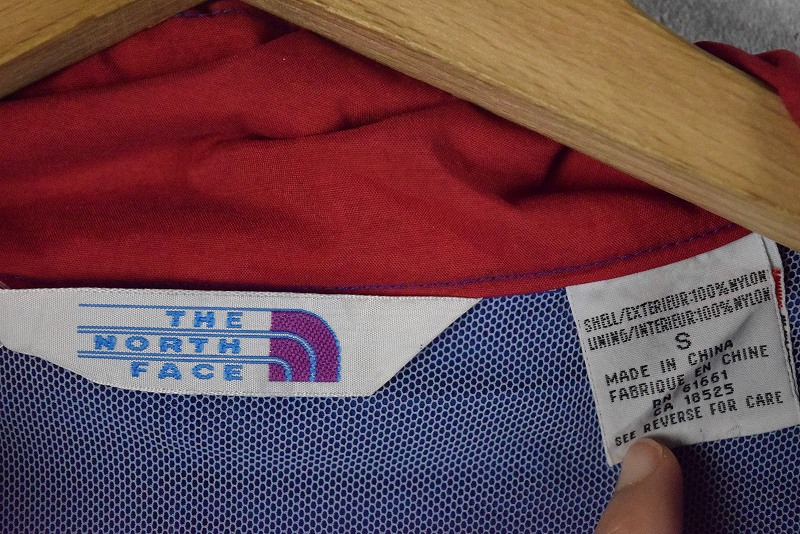 THE
NORTH
FACE
SHELL/EXTERIEUR:100% NYLON
LINING/INTERIEUR:100% NYLON
S
MADE IN CHINA
FABRIQUE EN CHINE
RN 61661
CA 18525
SEE REVERSE FOR CARE